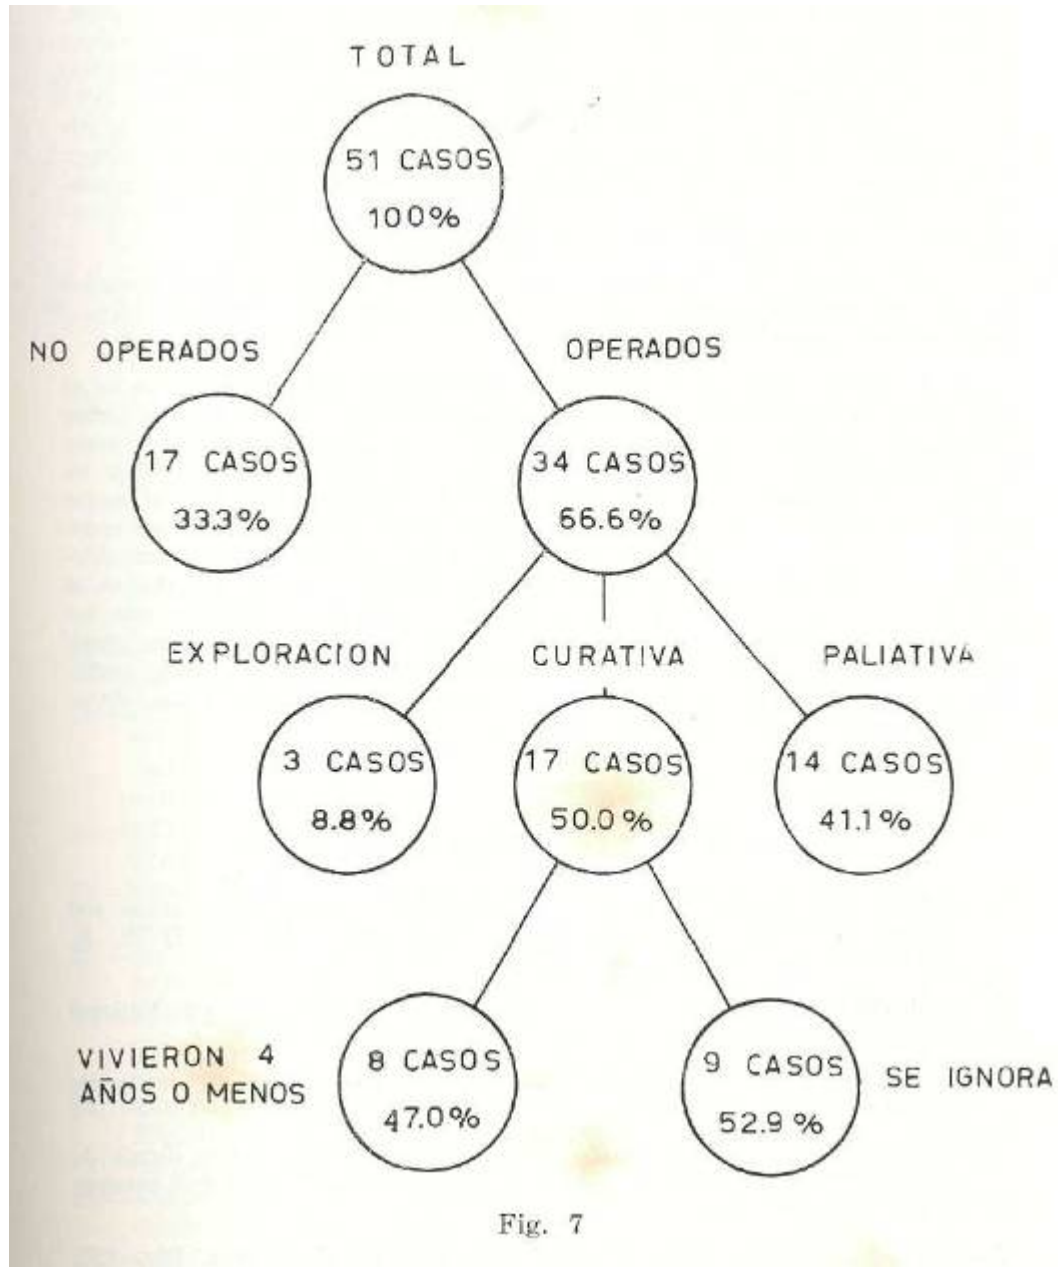 TOTAL
51 CASOS
100%
NO OPERADOS
OPERADOS
17 CASOS
33.3%
34 CASOS
66.6%
EXPLORACION
CURATIVA
PALIATIVA
3 CASOS
8.8%
17 CASOS
50.0%
14 CASOS
41.1%
VIVIERON 4
AÑOS O MENOS
8 CASOS
47.0%
9 CASOS
52.9%
SE IGNORA
Fig. 7